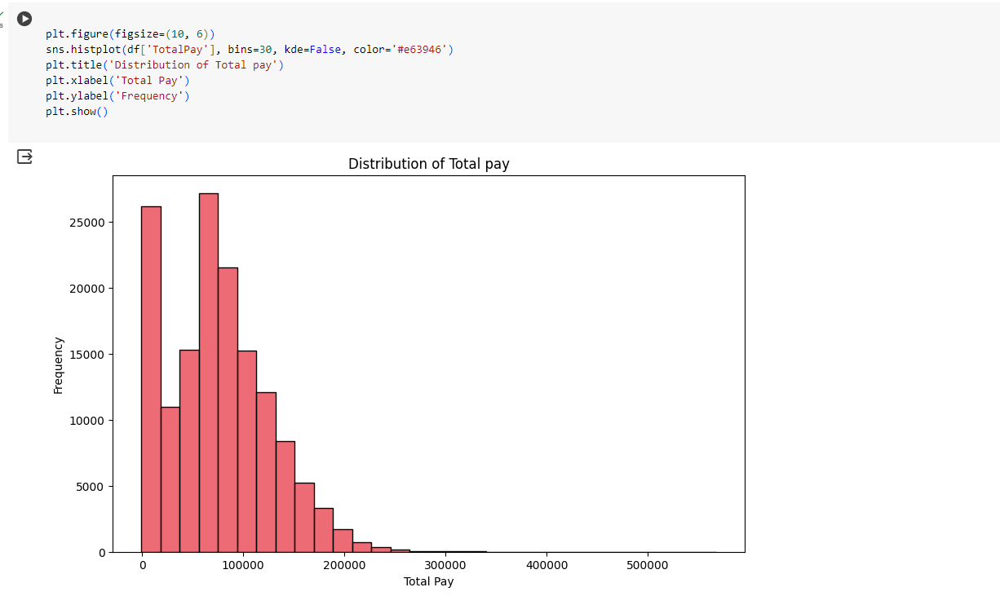 s
plt.figure(figsize=(10, 6))
sns.histplot(df['TotalPay'], bins=30, kde=False, color='#e63946')
plt.title('Distribution of Total pay')
plt.xlabel('Total Pay')
plt.ylabel('Frequency')
plt.show()
Distribution of Total pay
25000
20000
15000
10000
5000
0
Frequency
0 100000 200000 300000 400000 500000
Total Pay